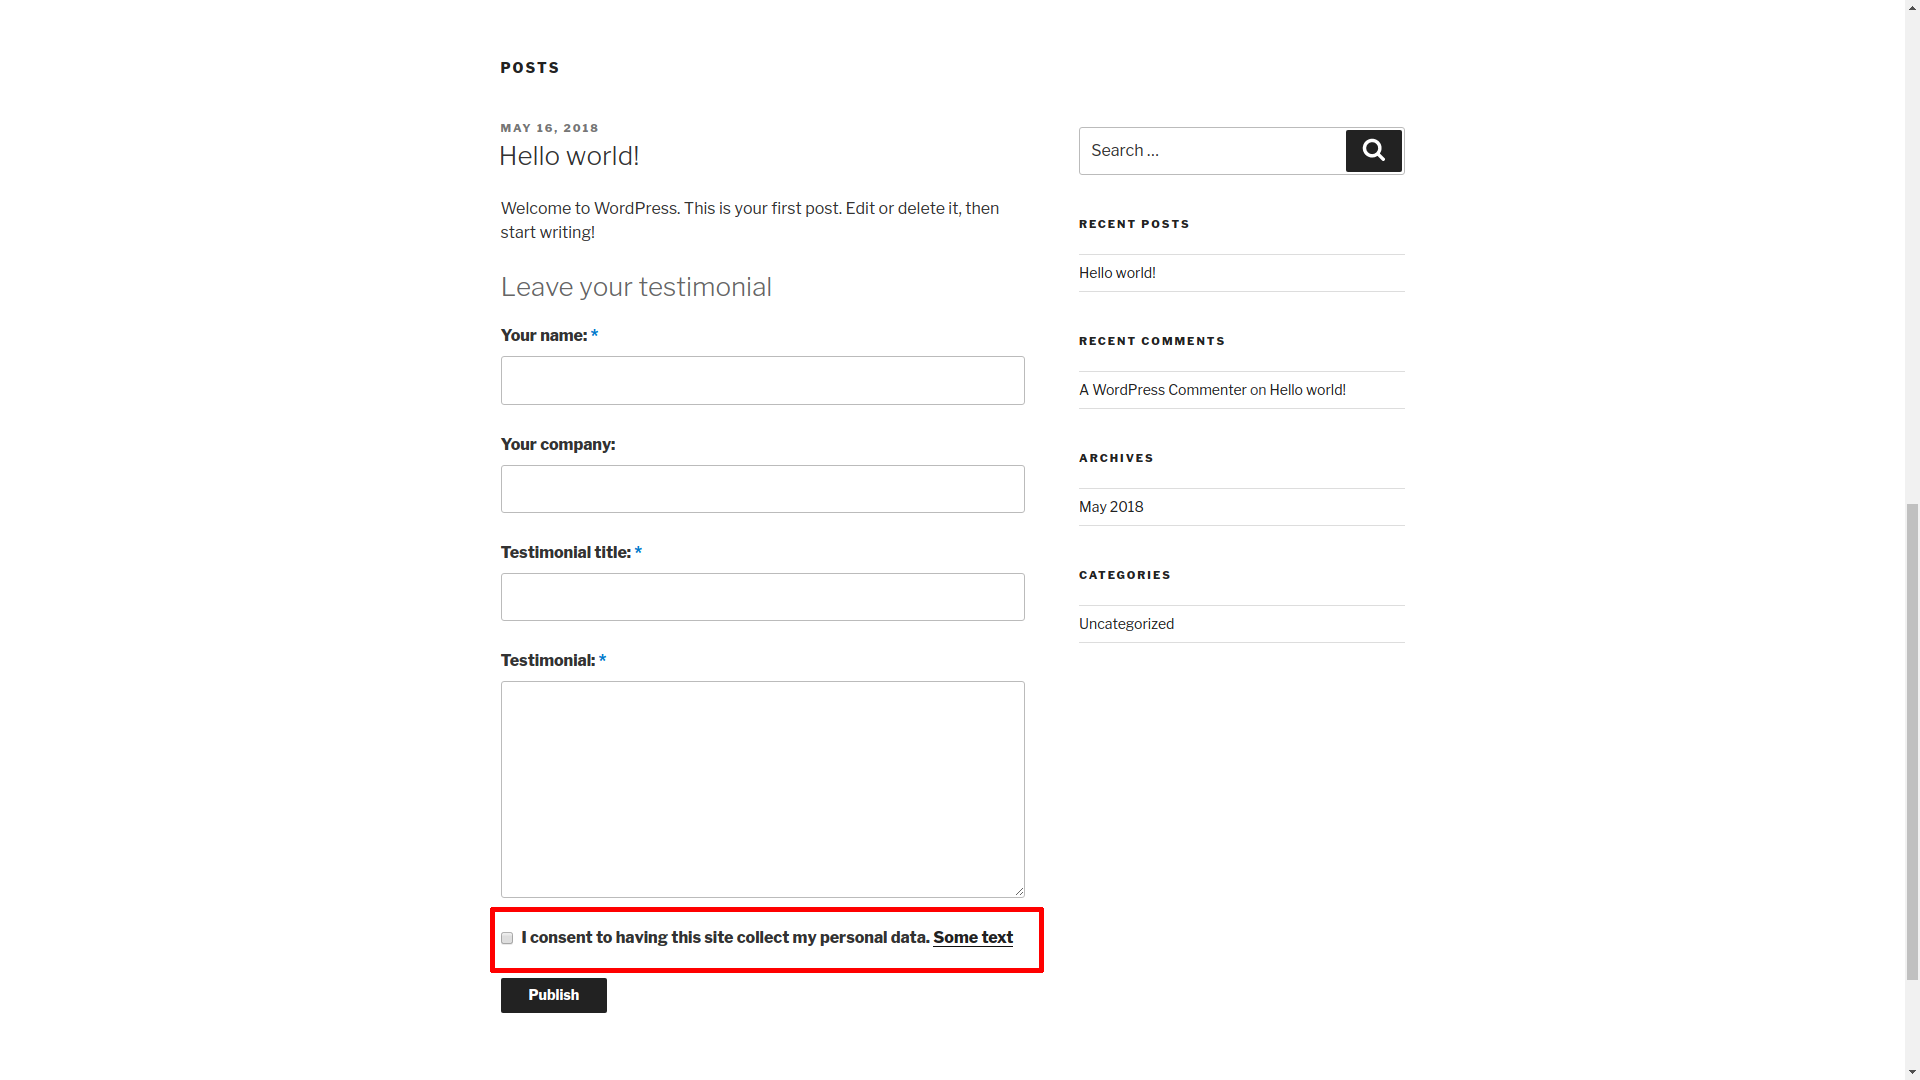 POSTS
MAY 16, 2018
Hello world!
Welcome to WordPress. This is your first post. Edit or delete it, then
start writing!
Leave your testimonial
Your name: *
Your company:
Testimonial title: *
Testimonial: *
I consent to having this site collect my personal data. Some text
Publish
Search …
RECENT POSTS
Hello world!
RECENT COMMENTS
A WordPress Commenter on Hello world!
ARCHIVES
May 2018
CATEGORIES
Uncategorized